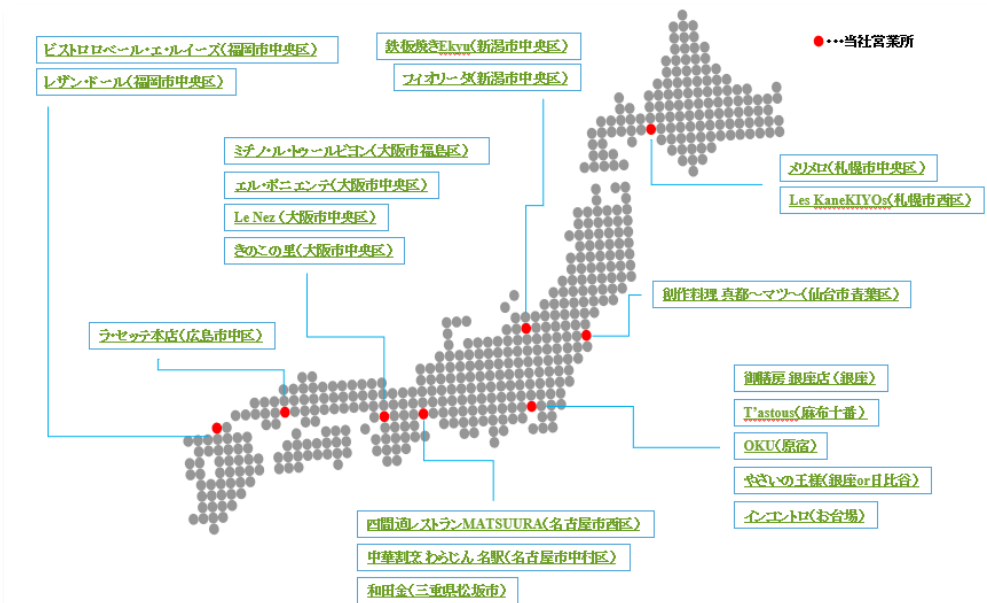 ビストロロベール・エ・ルイーズ(福岡市中央区)
レザン・ドール(福岡市中央区)
鉄板焼きEkyu(新潟市中央区)
フィオリータ(新潟市中央区)
●・・・当社営業所
ミチノ・ル・トゥールビヨン(大阪市福島区)
エル・ポニエンテ(大阪市中央区)
Le Nez (大阪市中央区)
きのこの里(大阪市中央区)
メリメロ(札幌市中央区)
Les KaneKIYOs(札幌市西区)
創作料理 真都～マツ～(仙台市青葉区)
ラ・セッテ本店(広島市中区)
御膳房 銀座店 (銀座)
T’astous(麻布十番)
OKU(原宿)
やさいの王様(銀座or日比谷)
インコントロ(お台場)
四間道レストランMATSUURA(名古屋市西区)
中華割烹 わらじん 名駅(名古屋市中村区)
和田金(三重県松坂市)